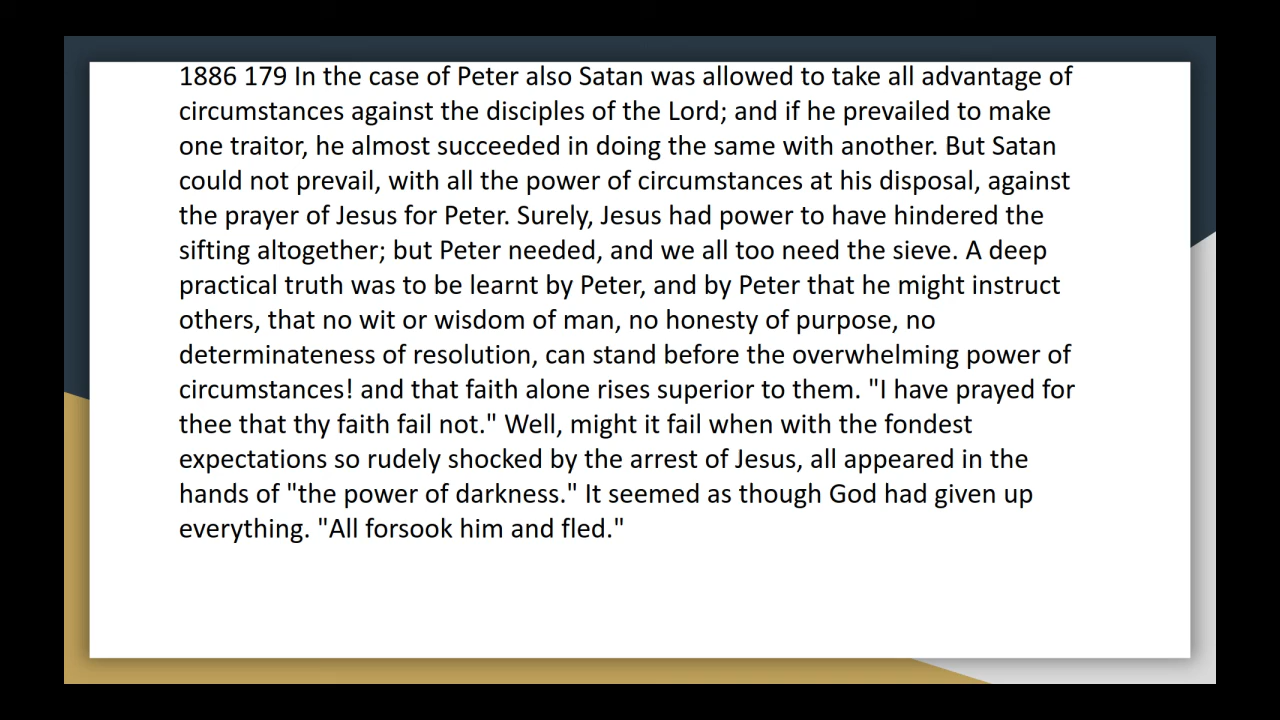 1886 179 In the case of Peter also Satan was allowed to take all advantage of
circumstances against the disciples of the Lord; and if he prevailed to make
one traitor, he almost succeeded in doing the same with another. But Satan
could not prevail, with all the power of circumstances at his disposal, against
the prayer of Jesus for Peter. Surely, Jesus had power to have hindered the
sifting altogether; but Peter needed, and we all too need the sieve. A deep
practical truth was to be learnt by Peter, and by Peter that he might instruct
others, that no wit or wisdom of man, no honesty of purpose, no
determinateness of resolution, can stand before the overwhelming power of
circumstances! and that faith alone rises superior to them. "I have prayed for
thee that thy faith fail not." Well, might it fail when with the fondest
expectations so rudely shocked by the arrest of Jesus, all appeared in the
hands of "the power of darkness." It seemed as though God had given up
everything. "All forsook him and fled."